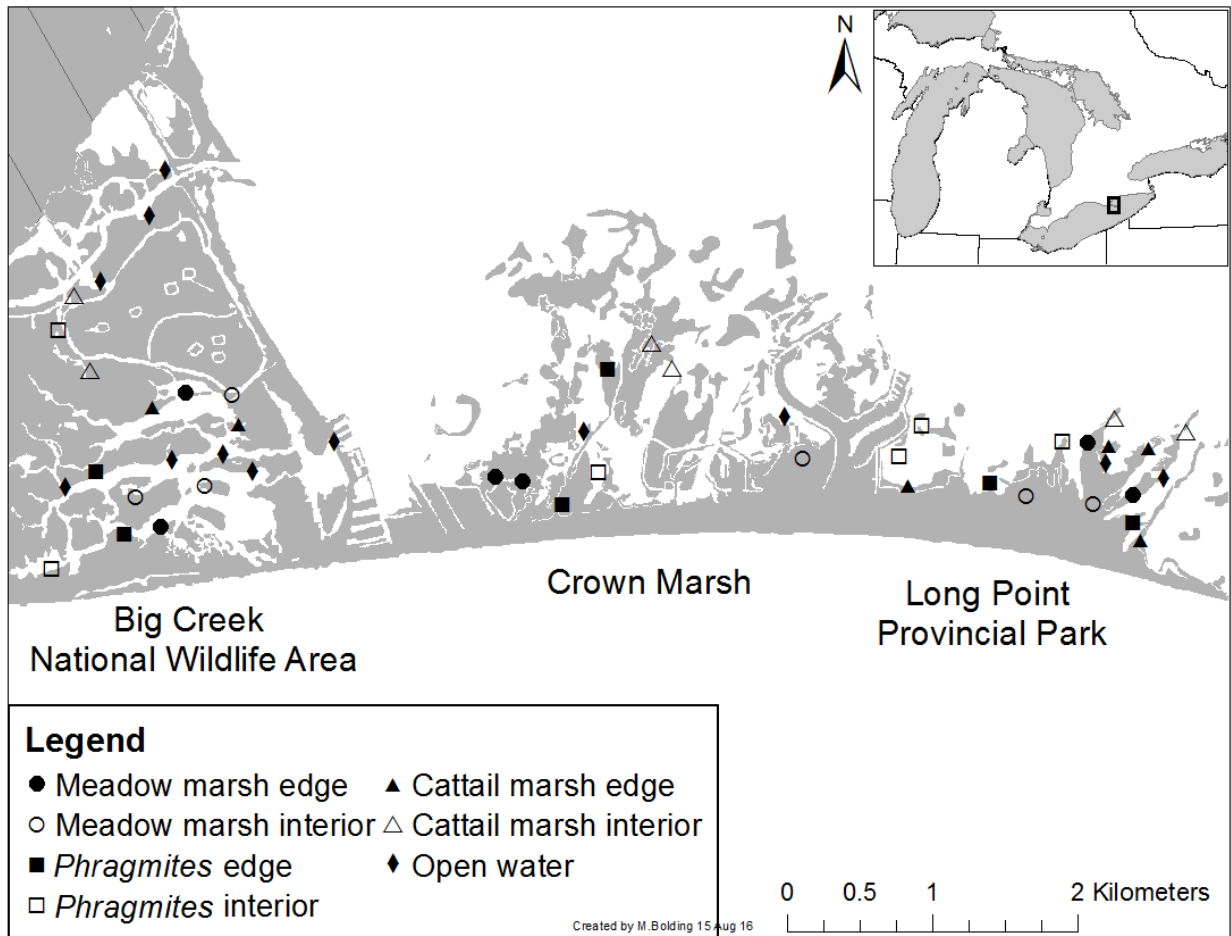 N
Big Creek
National Wildlife Area
Crown Marsh
Long Point
Provincial Park
Legend
Meadow marsh edge
Meadow marsh interior
Phragmites edge
Phragmites interior
Cattail marsh edge
Cattail marsh interior
Open water
0 0.5 1 2 Kilometers
Created by M.Bolding 15 Aug 16